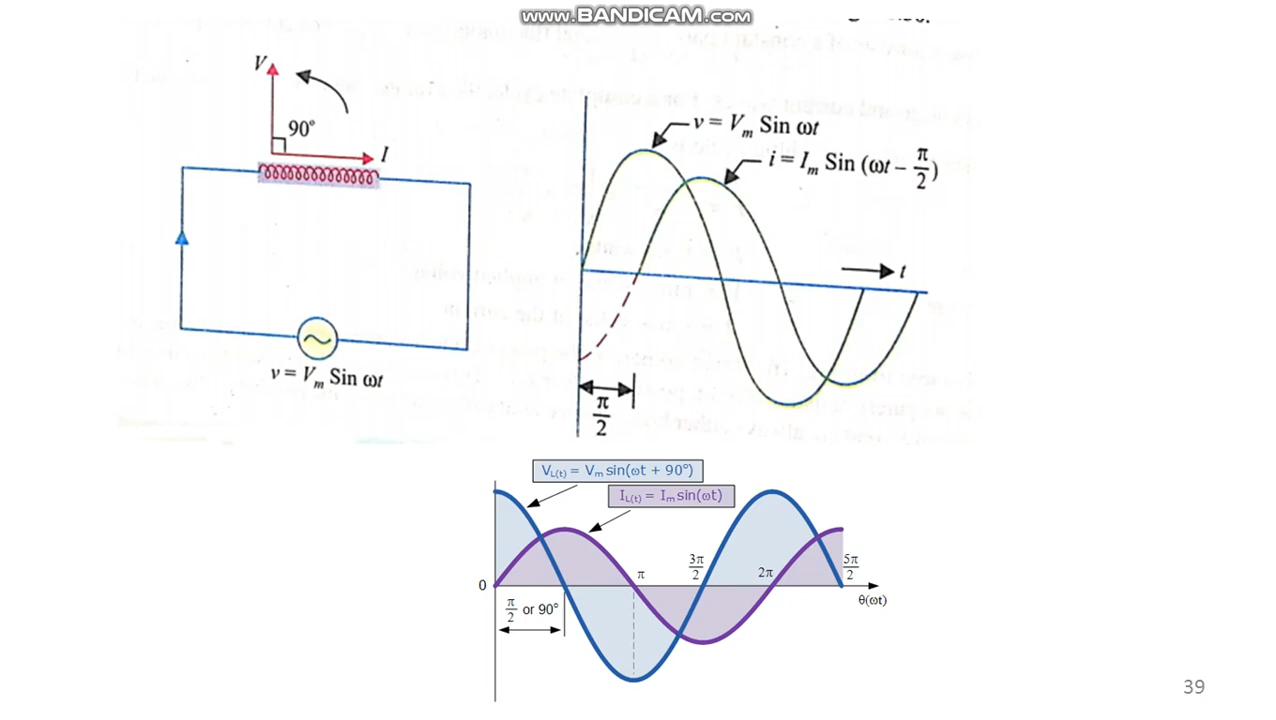 www.BANDICAM.com
V
90°
I
v = Vm Sin ωt
v = Vm Sin ωt
i = Im Sin (ωt – π/2)
t
π/2
VL(t) = Vm sin(ωt + 90°)
IL(t) = Im sin(ωt)
0
π/2 or 90°
π
3π/2
2π
5π/2
θ(ωt)
39